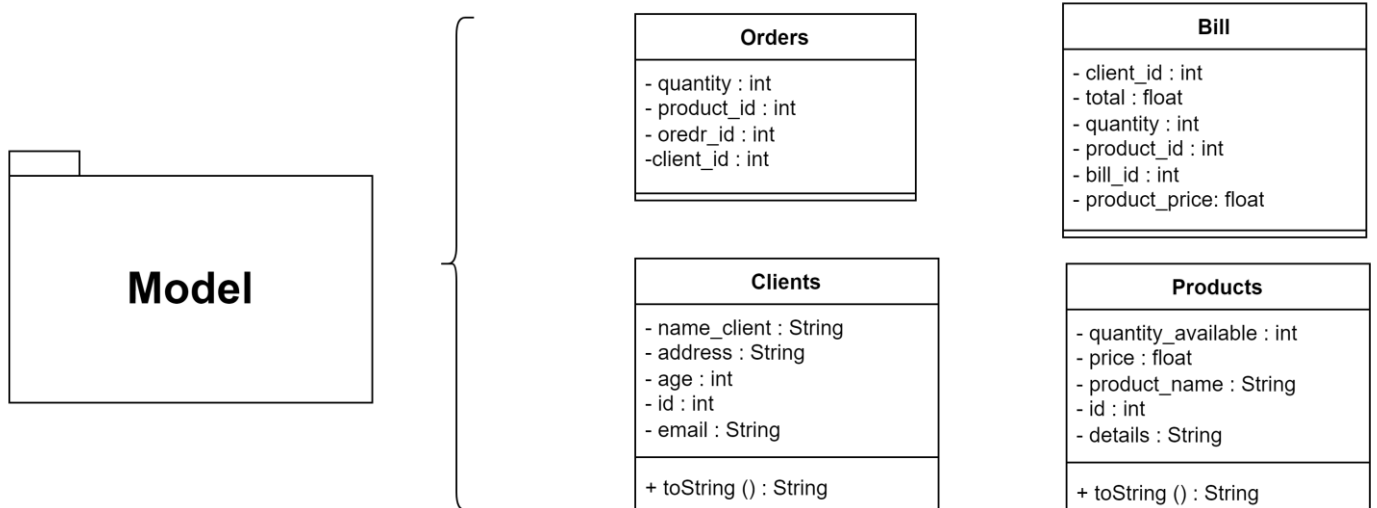 Model
Orders
- quantity : int
- product_id : int
- oredr_id : int
-client_id : int
Bill
- client_id : int
- total : float
- quantity : int
- product_id : int
- bill_id : int
- product_price: float
Clients
- name_client : String
- address : String
- age : int
- id : int
- email : String
+ toString () : String
Products
- quantity_available : int
- price : float
- product_name : String
- id : int
- details : String
+ toString () : String